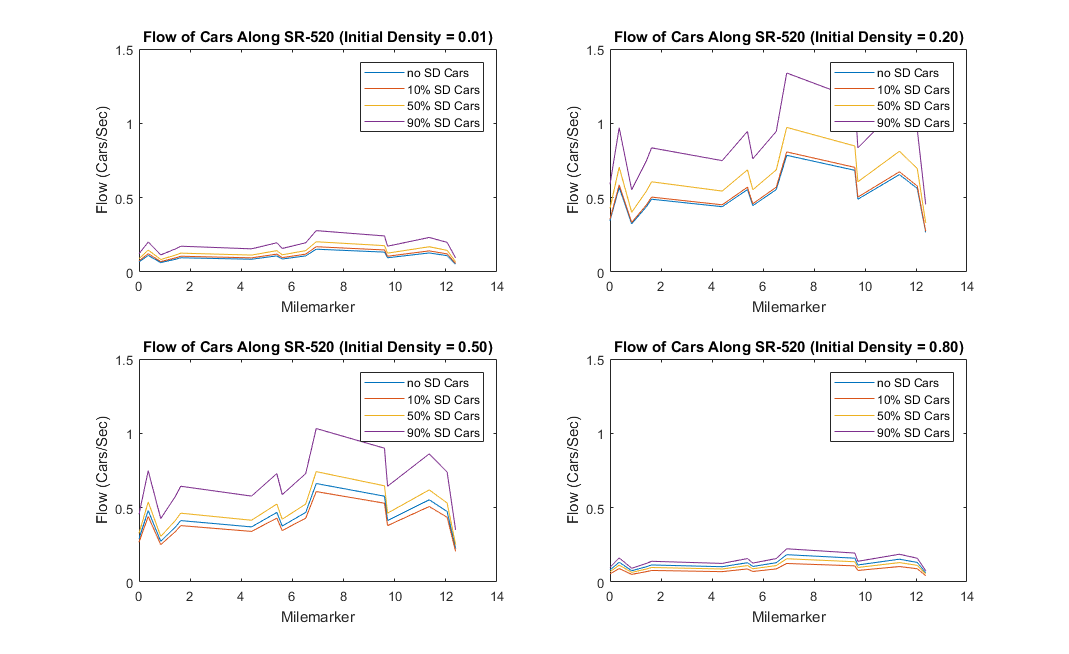 Flow of Cars Along SR-520 (Initial Density = 0.01)
1.5
1
0.5
0
Flow (Cars/Sec)
no SD Cars
10% SD Cars
50% SD Cars
90% SD Cars
0 2 4 6 8 10 12 14
Milemarker
Flow of Cars Along SR-520 (Initial Density = 0.20)
1.5
1
0.5
0
Flow (Cars/Sec)
no SD Cars
10% SD Cars
50% SD Cars
90% SD Cars
0 2 4 6 8 10 12 14
Milemarker
Flow of Cars Along SR-520 (Initial Density = 0.50)
1.5
1
0.5
0
Flow (Cars/Sec)
no SD Cars
10% SD Cars
50% SD Cars
90% SD Cars
0 2 4 6 8 10 12 14
Milemarker
Flow of Cars Along SR-520 (Initial Density = 0.80)
1.5
1
0.5
0
Flow (Cars/Sec)
no SD Cars
10% SD Cars
50% SD Cars
90% SD Cars
0 2 4 6 8 10 12 14
Milemarker